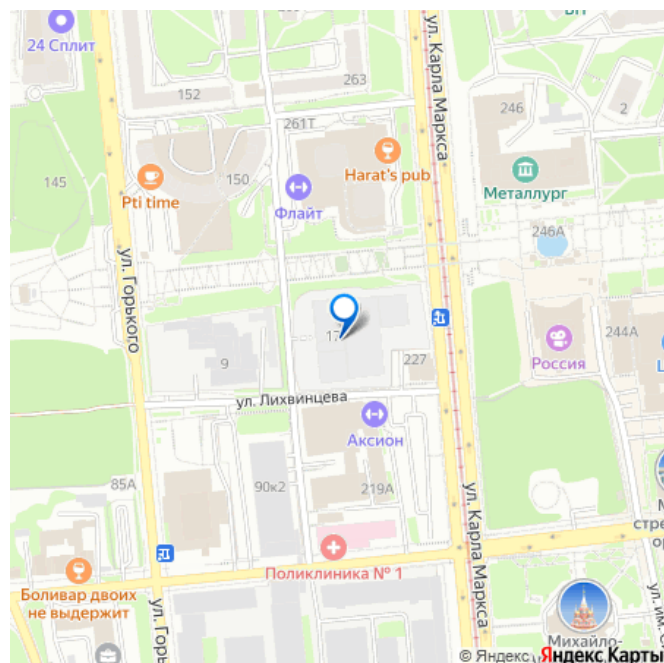 24 Сплит
ул. Карла Маркса
263
152
246
2
261Т
Harat's pub
Металлург
145
150
Pti time
Флайт
246А
ул. Горького
17
9
227
Россия
244А
ул. Лихвинцева
Аксион
85А
90к2
219А
ул. Карла Маркса
Поликлиника № 1
Боливар двоих
не выдержит
ул. Горь
ул. им.
Михайло-
© Яндекс Яндекс Карты